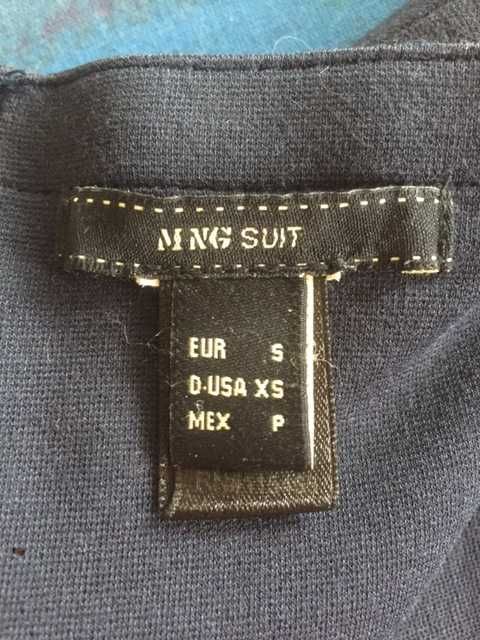 MNG SUIT
EUR S
D-USA XS
MEX P